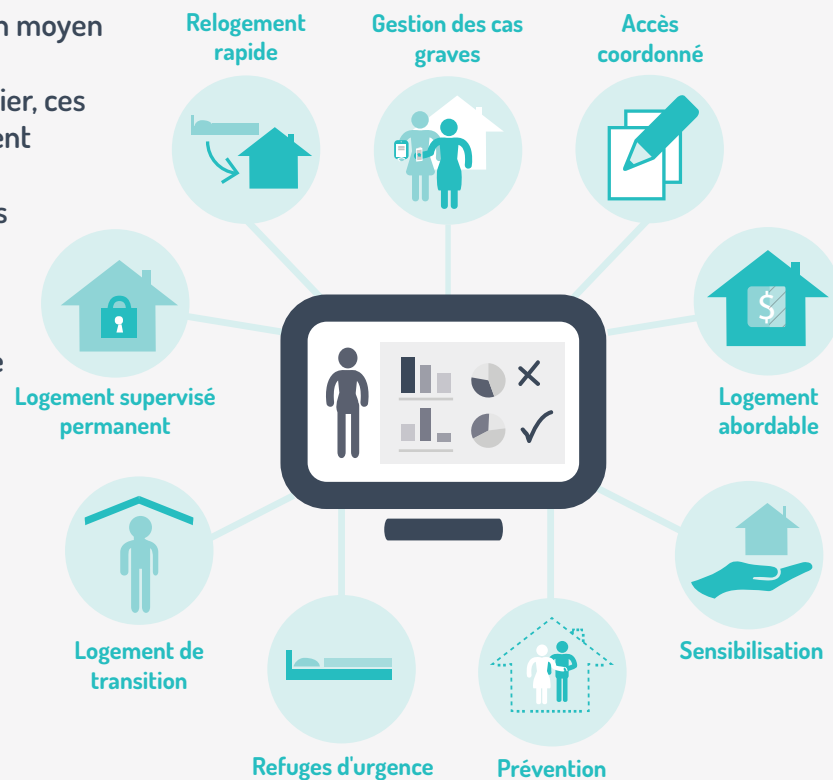 n moyen
ier, ces
ent
s
e
Relogement
rapide
Gestion des cas
graves
Accès
coordonné
Logement supervisé
permanent
$
Logement
abordable
Logement de
transition
Sensibilisation
Refuges d'urgence
Prévention